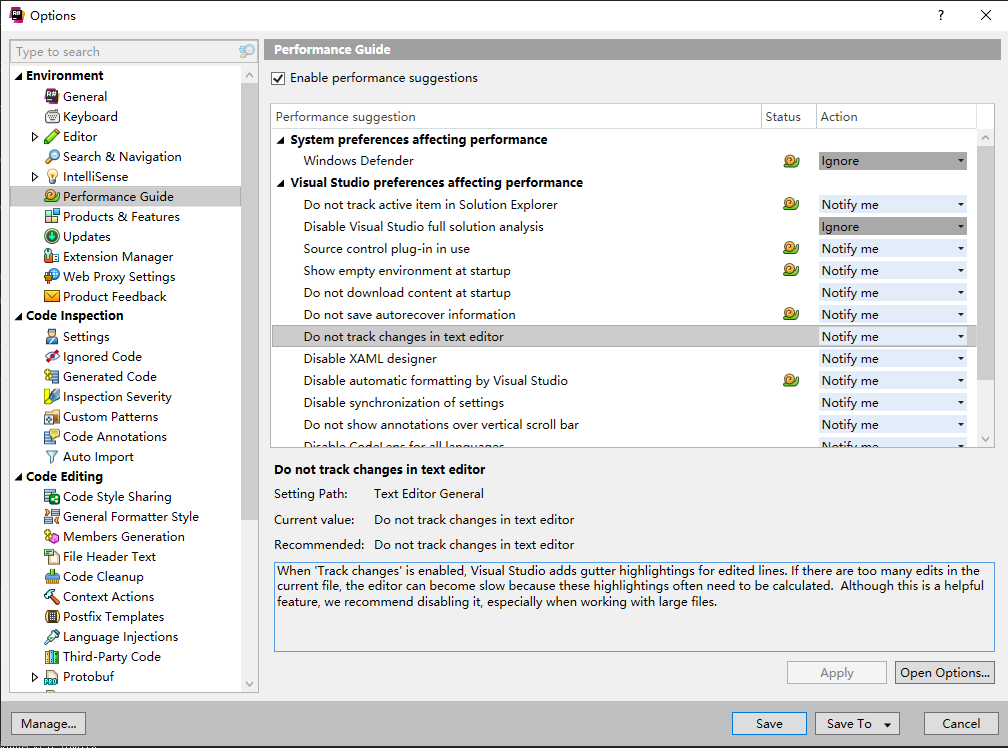 Options
?
Type to search
Environment
General
Keyboard
Editor
Search & Navigation
IntelliSense
Performance Guide
Products & Features
Updates
Extension Manager
Web Proxy Settings
Product Feedback
Code Inspection
Settings
Ignored Code
Generated Code
Inspection Severity
Custom Patterns
Code Annotations
Auto Import
Code Editing
Code Style Sharing
General Formatter Style
Members Generation
File Header Text
Code Cleanup
Context Actions
Postfix Templates
Language Injections
Third-Party Code
Protobuf
Performance Guide
Enable performance suggestions
Performance suggestion Status Action
System preferences affecting performance
Windows Defender Ignore
Visual Studio preferences affecting performance
Do not track active item in Solution Explorer Notify me
Disable Visual Studio full solution analysis Ignore
Source control plug-in in use Notify me
Show empty environment at startup Notify me
Do not download content at startup Notify me
Do not save autorecover information Notify me
Do not track changes in text editor Notify me
Disable XAML designer Notify me
Disable automatic formatting by Visual Studio Notify me
Disable synchronization of settings Notify me
Do not show annotations over vertical scroll bar Notify me
Disable CodeLens for all languages Notify me
Do not track changes in text editor
Setting Path: Text Editor General
Current value: Do not track changes in text editor
Recommended: Do not track changes in text editor
When 'Track changes' is enabled, Visual Studio adds gutter highlightings for edited lines. If there are too many edits in the
current file, the editor can become slow because these highlightings often need to be calculated.  Although this is a helpful
feature, we recommend disabling it, especially when working with large files.
Apply Open Options...
Manage... Save Save To Cancel